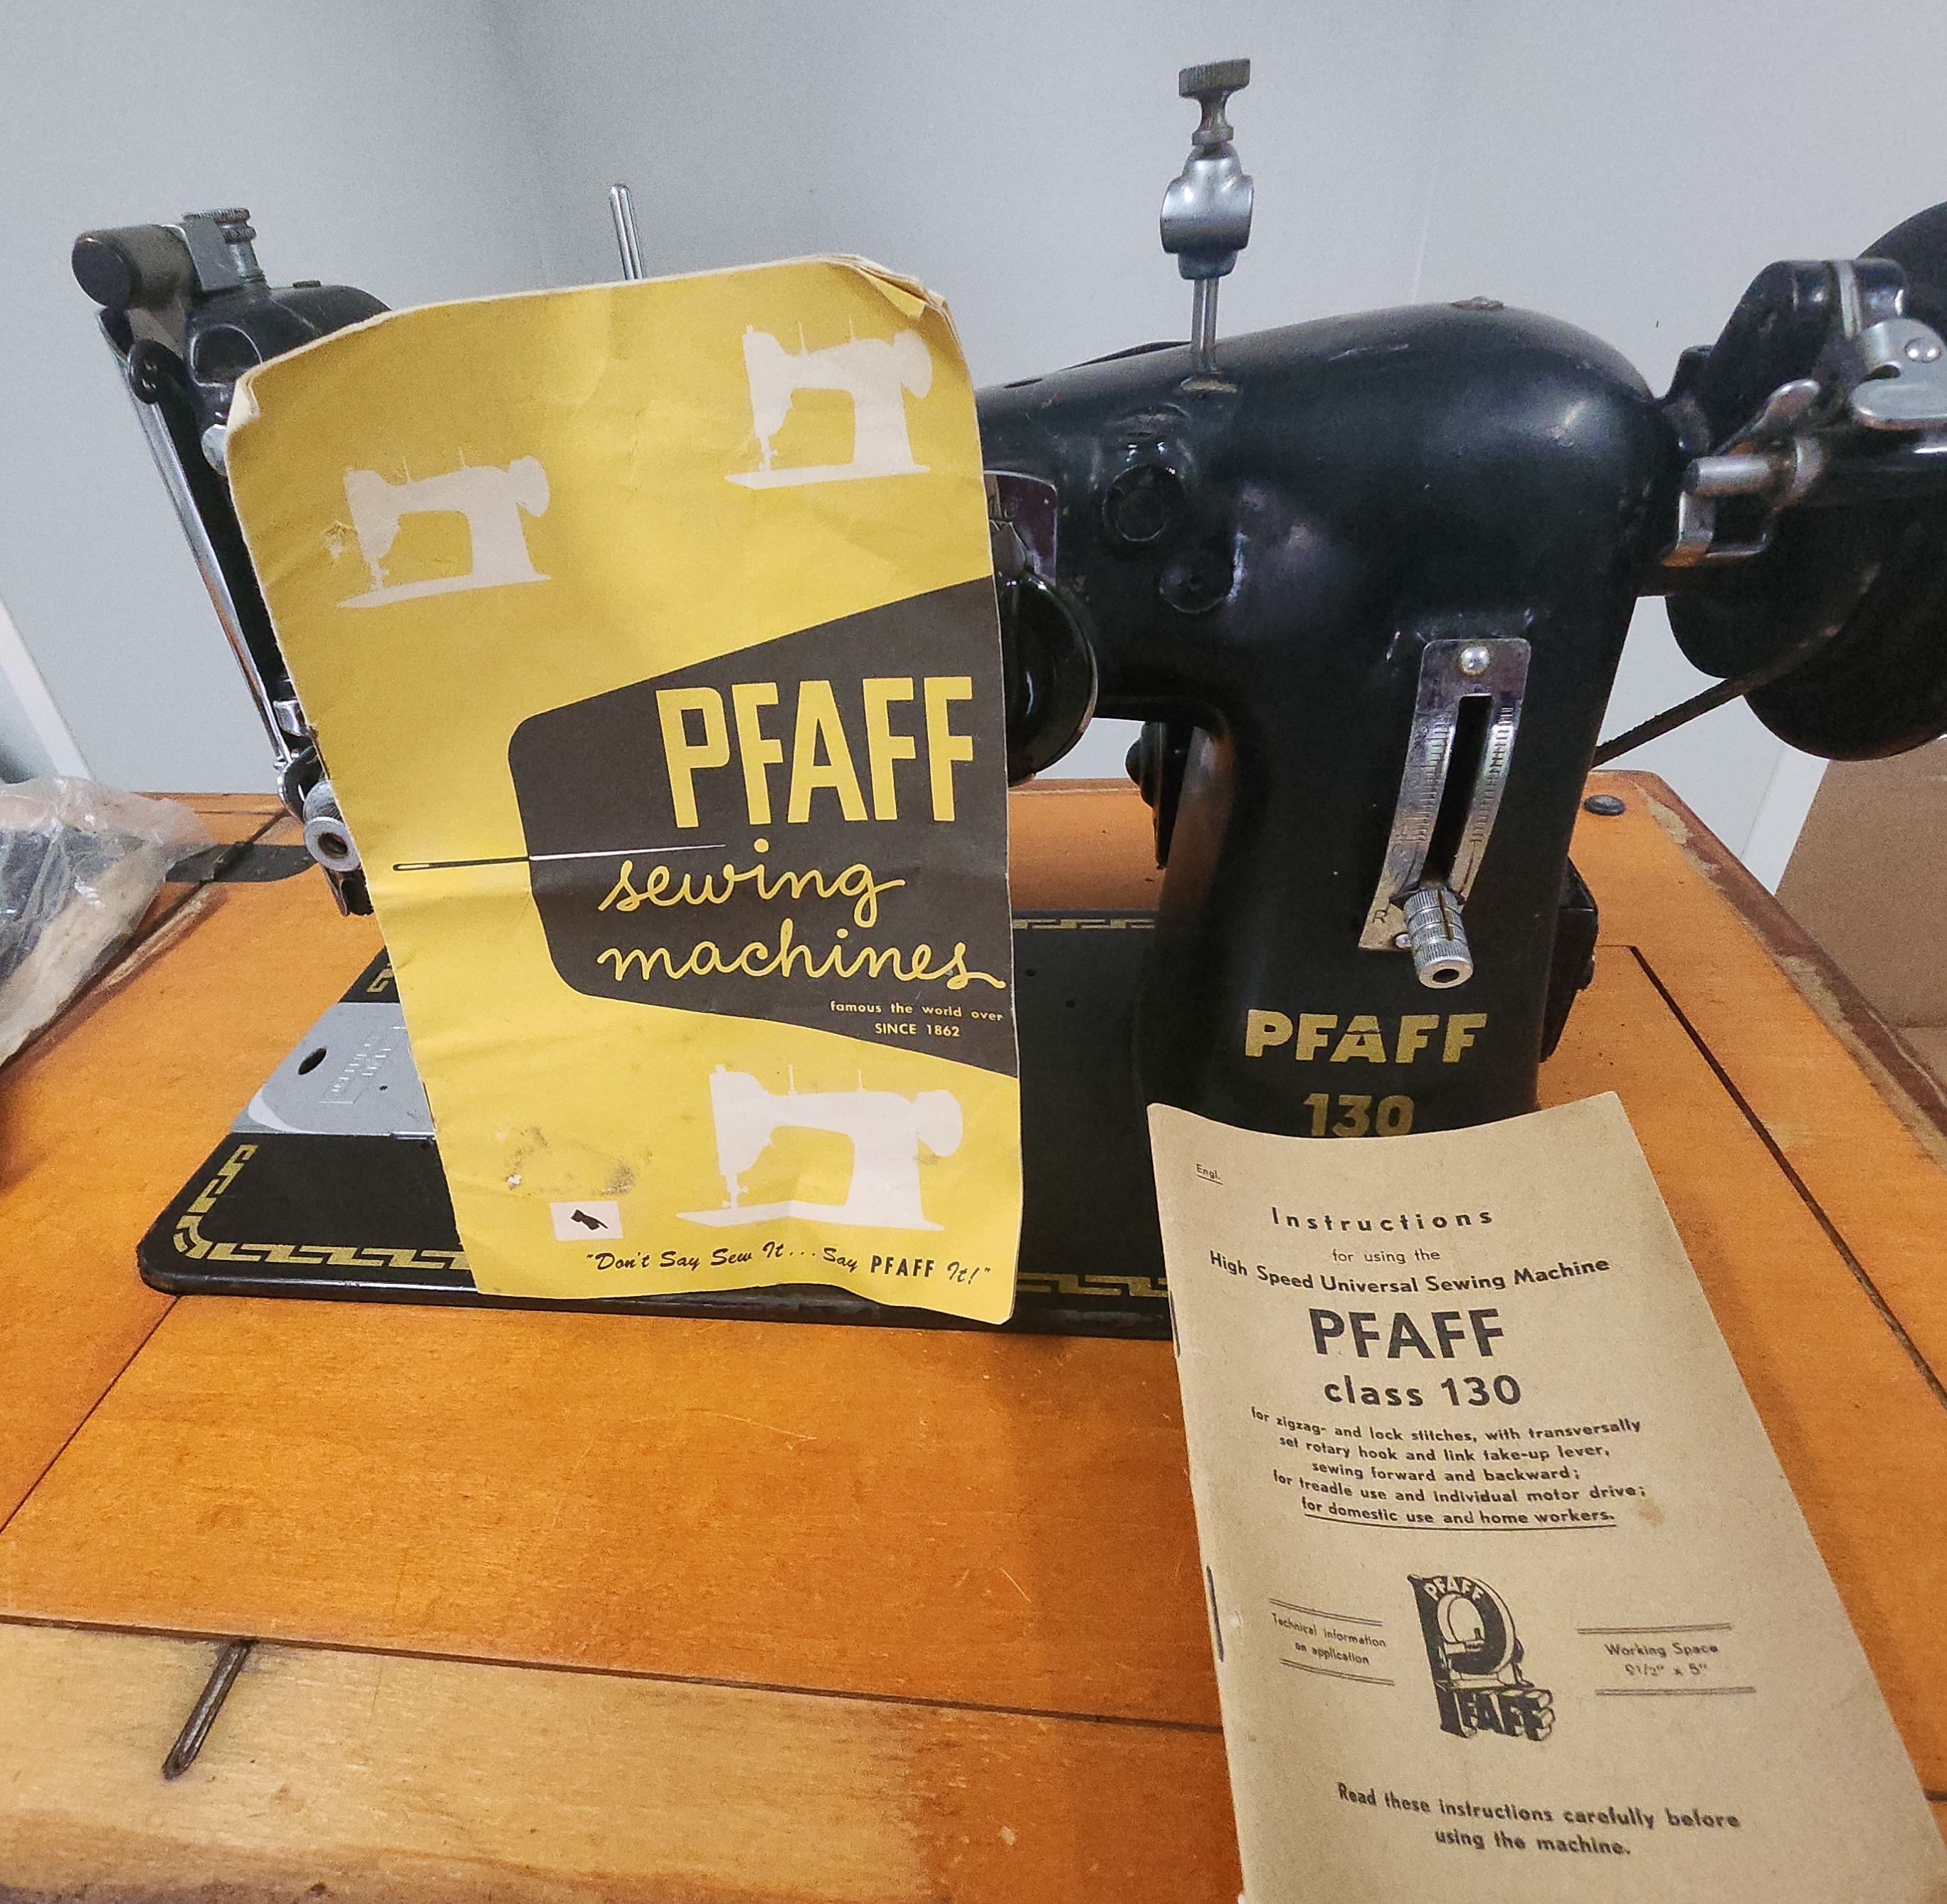 PFAFF
sewing
machines
famous the world over
SINCE 1862
"Don't Say Sew It...Say PFAFF It!"
R
PFAFF
130
Engl.
Instructions
for using the
High Speed Universal Sewing Machine
PFAFF
class 130
for zigzag- and lock stitches, with transversally
set rotary hook and link take-up lever,
sewing forward and backward;
for treadle use and individual motor drive;
for domestic use and home workers.
Technical information
on application
PFAFF
PFAFF
Working Space
9 1/2" x 5"
Read these instructions carefully before
using the machine.